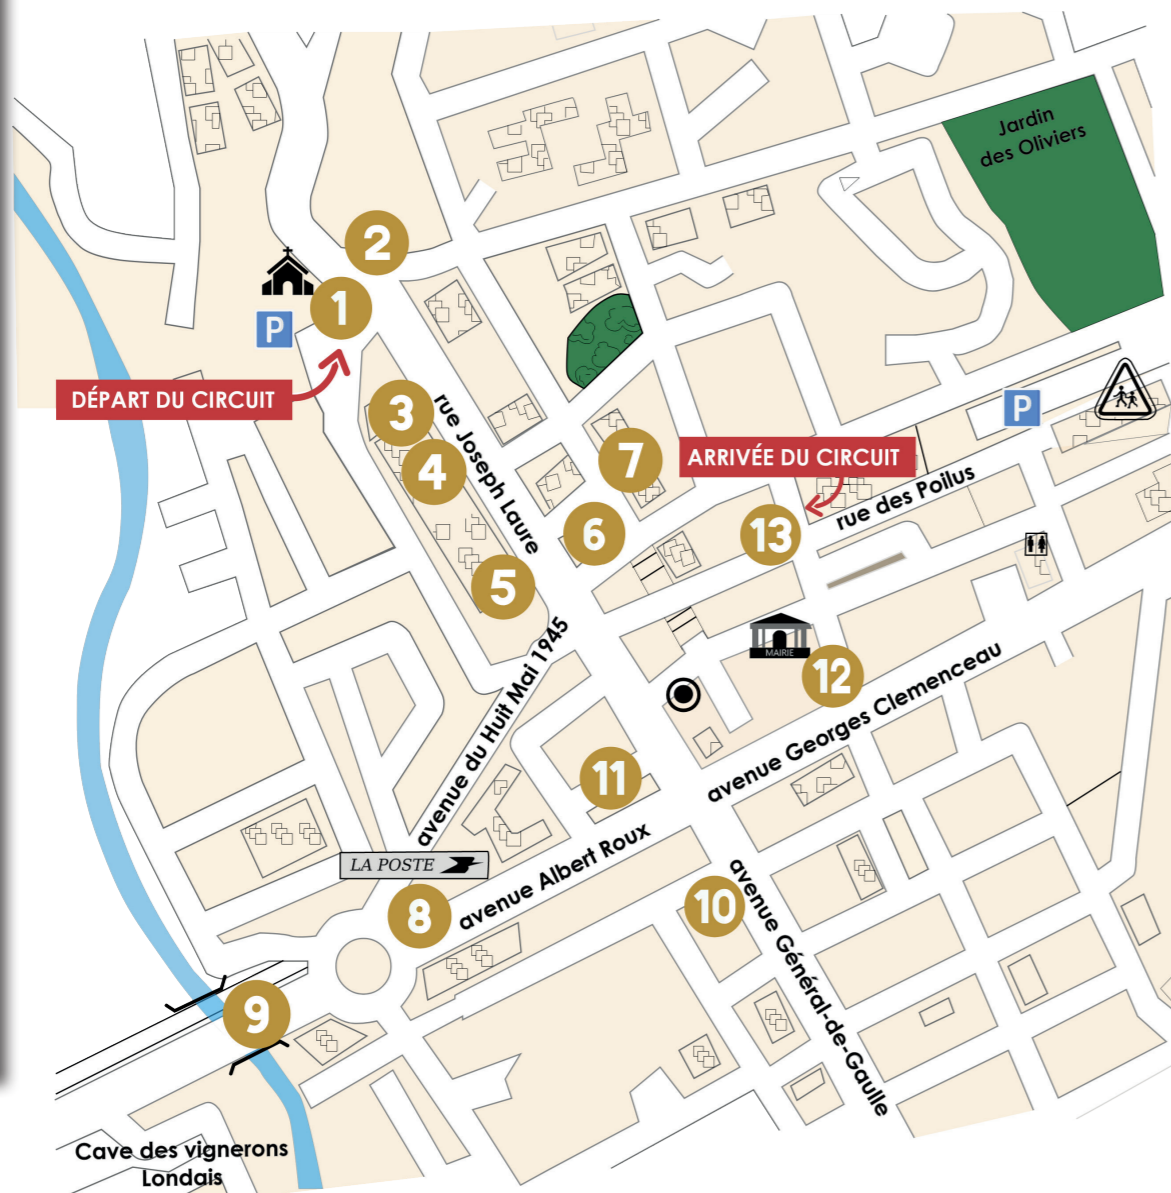 Jardin
des Oliviers
2
1
P
DÉPART DU CIRCUIT
3
rue Joseph Laure
4
7
ARRIVÉE DU CIRCUIT
P
rue des Poilus
6
13
5
avenue du Huit Mai 1945
MAIRIE
12
avenue Georges Clemenceau
11
LA POSTE
avenue Albert Roux
8
10
avenue Général-de-Gaulle
9
Cave des vignerons
Londais